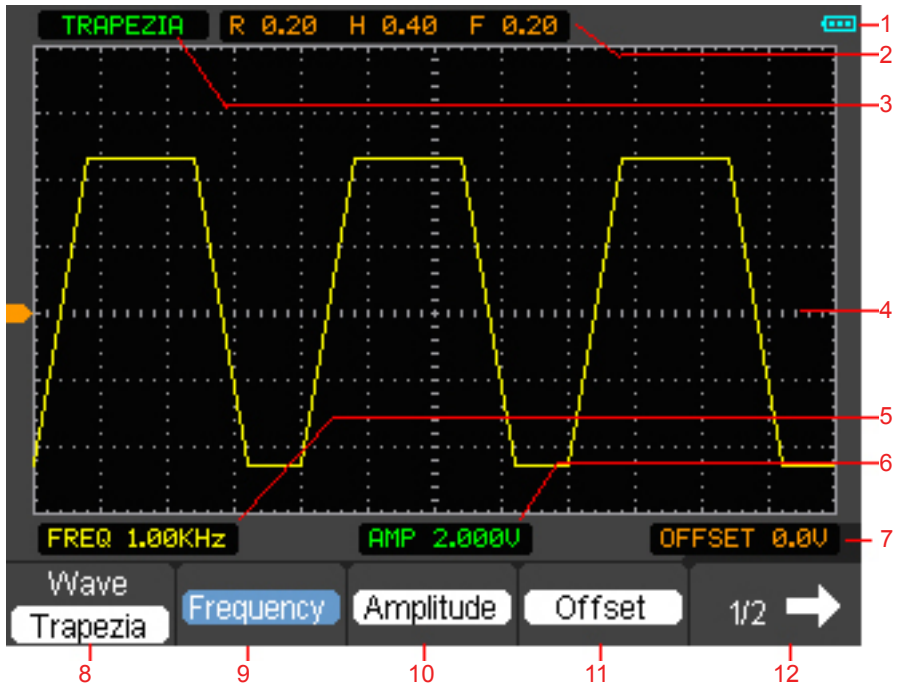 TRAPEZIA R 0.20 H 0.40 F 0.20 1
2
3
4
5
6
FREQ 1.00KHz AMP 2.000V OFFSET 0.0V 7
Wave
Trapezia Frequency Amplitude Offset 1/2
8 9 10 11 12